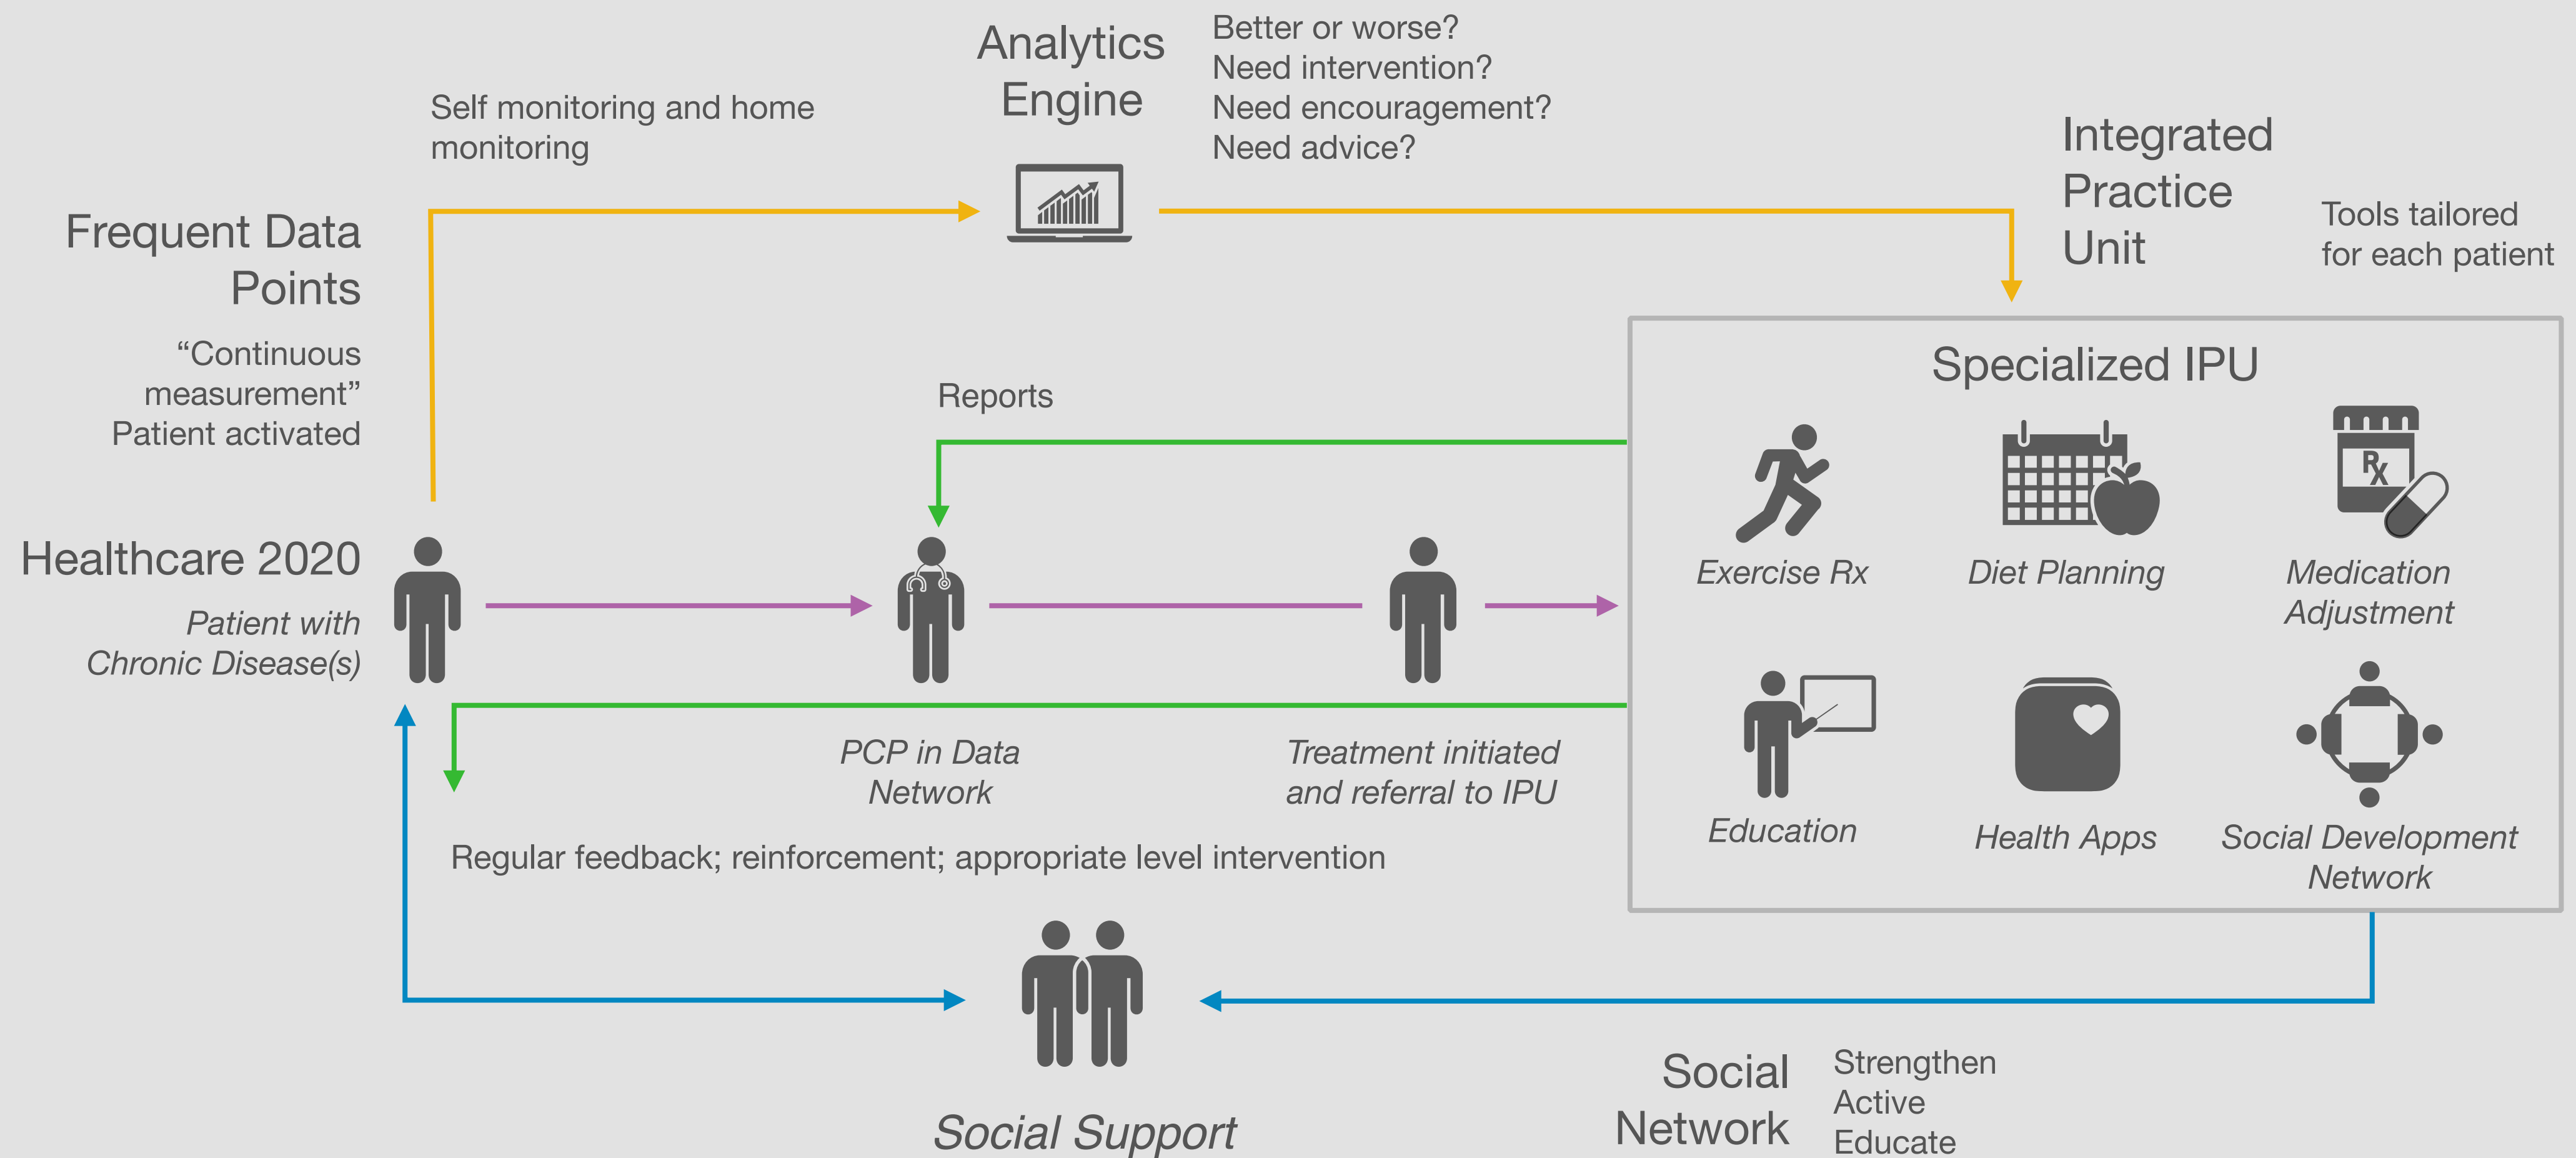 Analytics
Engine
Better or worse?
Need intervention?
Need encouragement?
Need advice?
Self monitoring and home
monitoring
Integrated
Practice
Unit
Tools tailored
for each patient
Frequent Data
Points
“Continuous
measurement”
Patient activated
Reports
Specialized IPU
Rx
Exercise Rx
Diet Planning
Medication
Adjustment
Healthcare 2020
Patient with
Chronic Disease(s)
PCP in Data
Network
Treatment initiated
and referral to IPU
Education
Health Apps
Social Development
Network
Regular feedback; reinforcement; appropriate level intervention
Social Support
Social
Network
Strengthen
Active
Educate